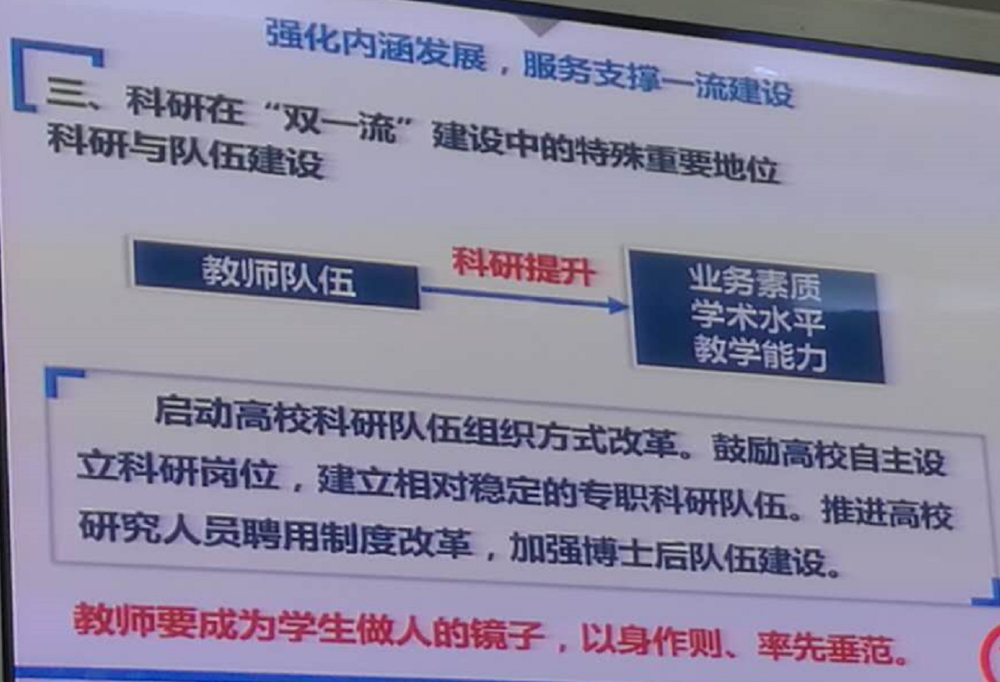 强化内涵发展，服务支撑一流建设
三、科研在“双一流”建设中的特殊重要地位
科研与队伍建设
教师队伍
科研提升
业务素质
学术水平
教学能力
启动高校科研队伍组织方式改革。鼓励高校自主设
立科研岗位，建立相对稳定的专职科研队伍。推进高校
研究人员聘用制度改革，加强博士后队伍建设。
教师要成为学生做人的镜子，以身作则、率先垂范。